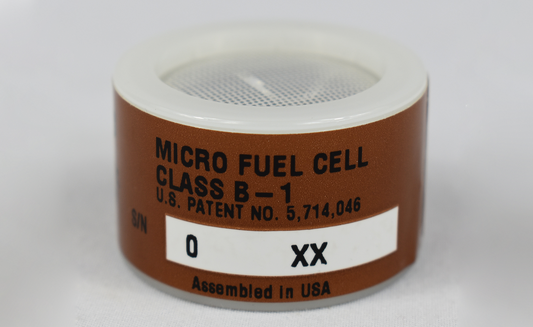 MICRO FUEL CELL
CLASS B-1
U.S. PATENT NO. 5,714,046
S/N
0 XX
Assembled in USA